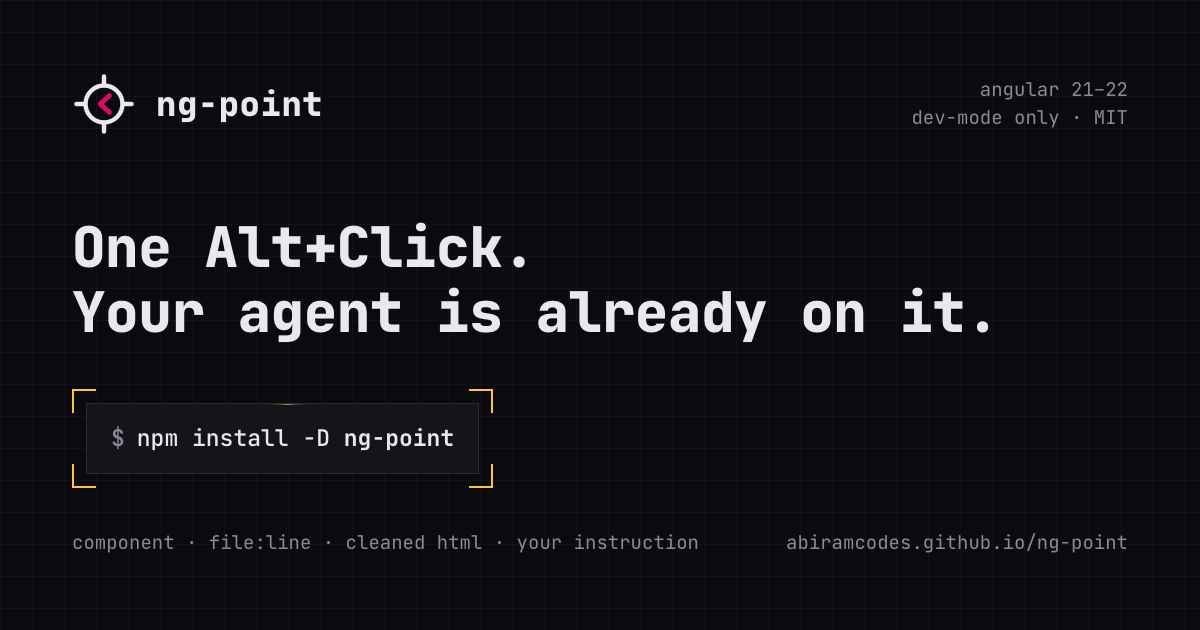 ng-point
angular 21–22
dev-mode only · MIT
One Alt+Click.
Your agent is already on it.
$ npm install -D ng-point
component · file:line · cleaned html · your instruction
abiramcodes.github.io/ng-point